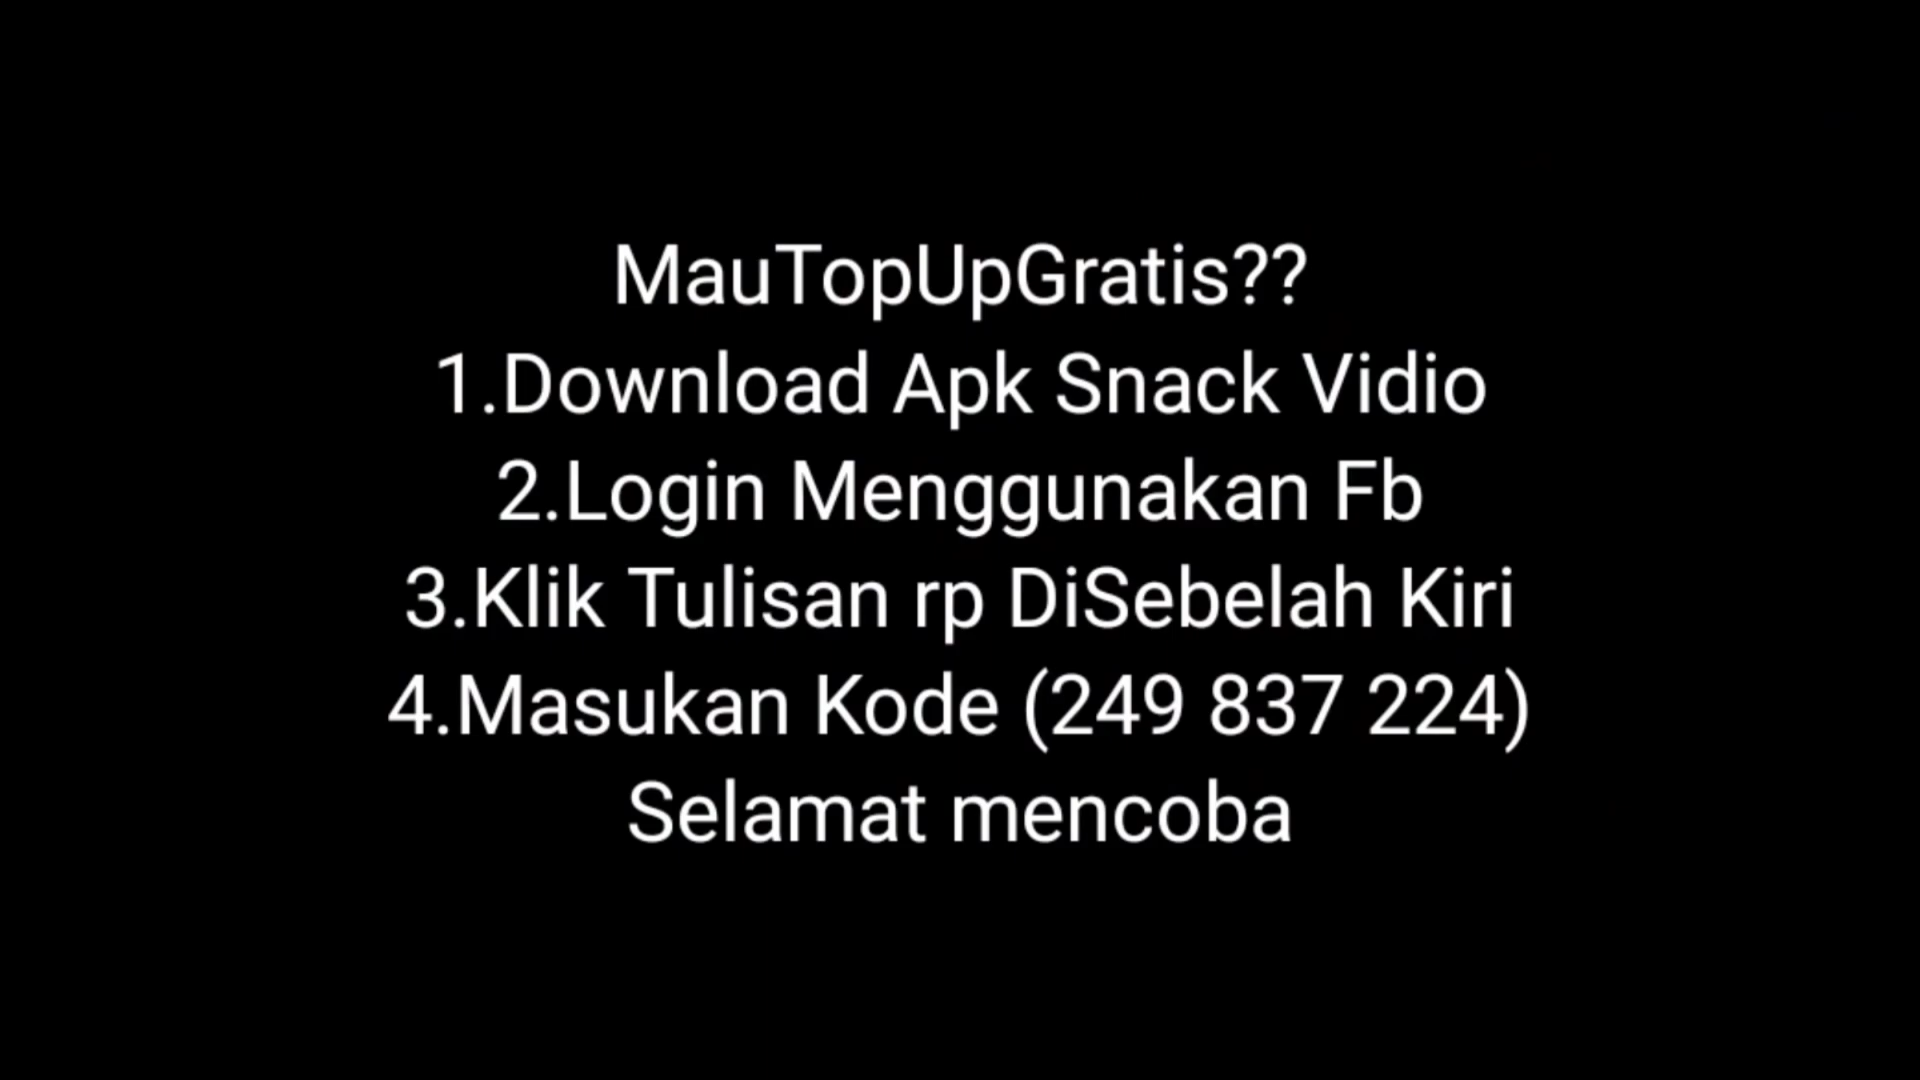 MauTopUpGratis??
1.Download Apk Snack Vidio
2.Login Menggunakan Fb
3.Klik Tulisan rp DiSebelah Kiri
4.Masukan Kode (249 837 224)
Selamat mencoba